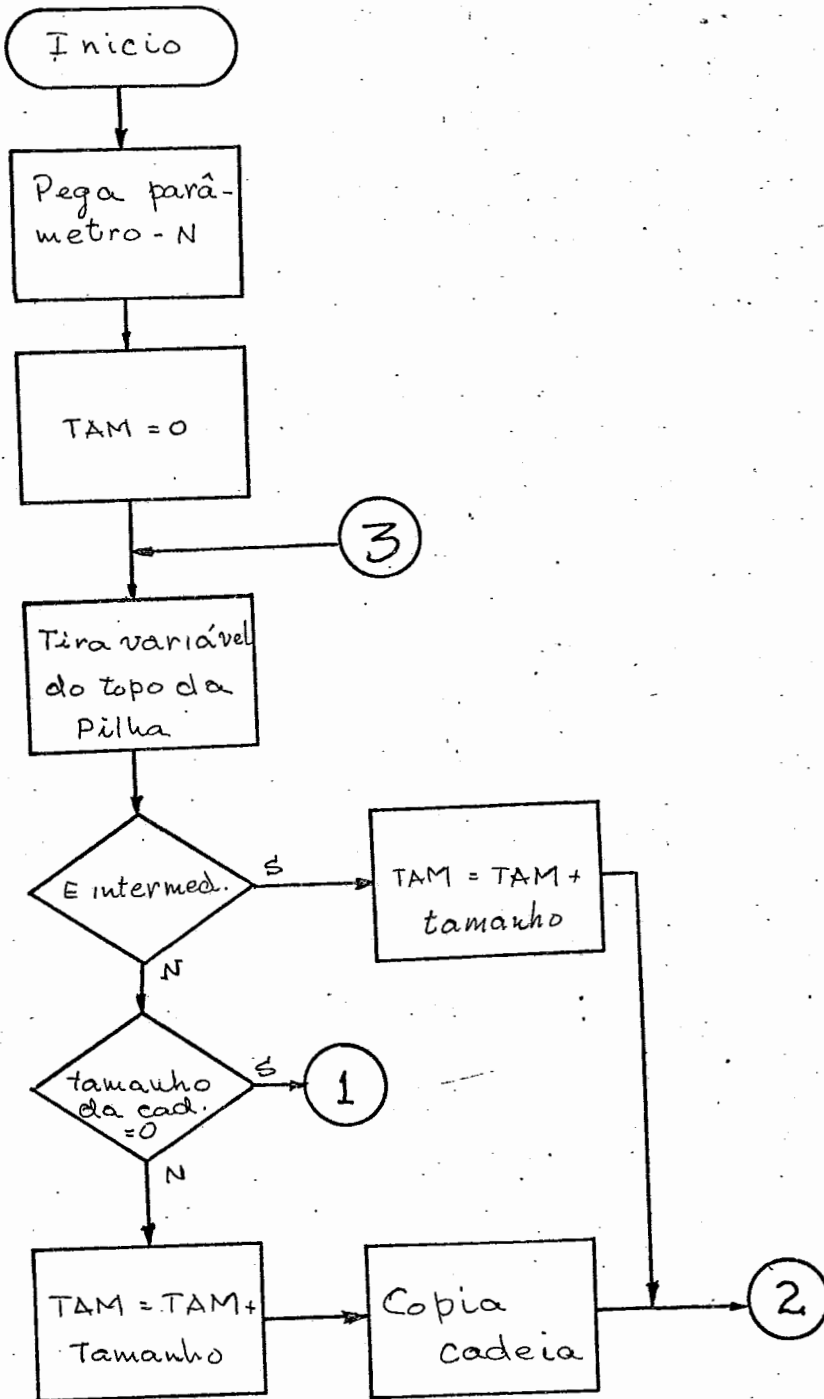 Inicio
Pega parâ-
metro - N
TAM = 0
3
Tira variável
do topo da
Pilha
E intermed.
S
TAM = TAM +
tamanho
N
tamanho
da cad.
=0
S
1
N
TAM = TAM +
Tamanho
Copia
cadeia
2